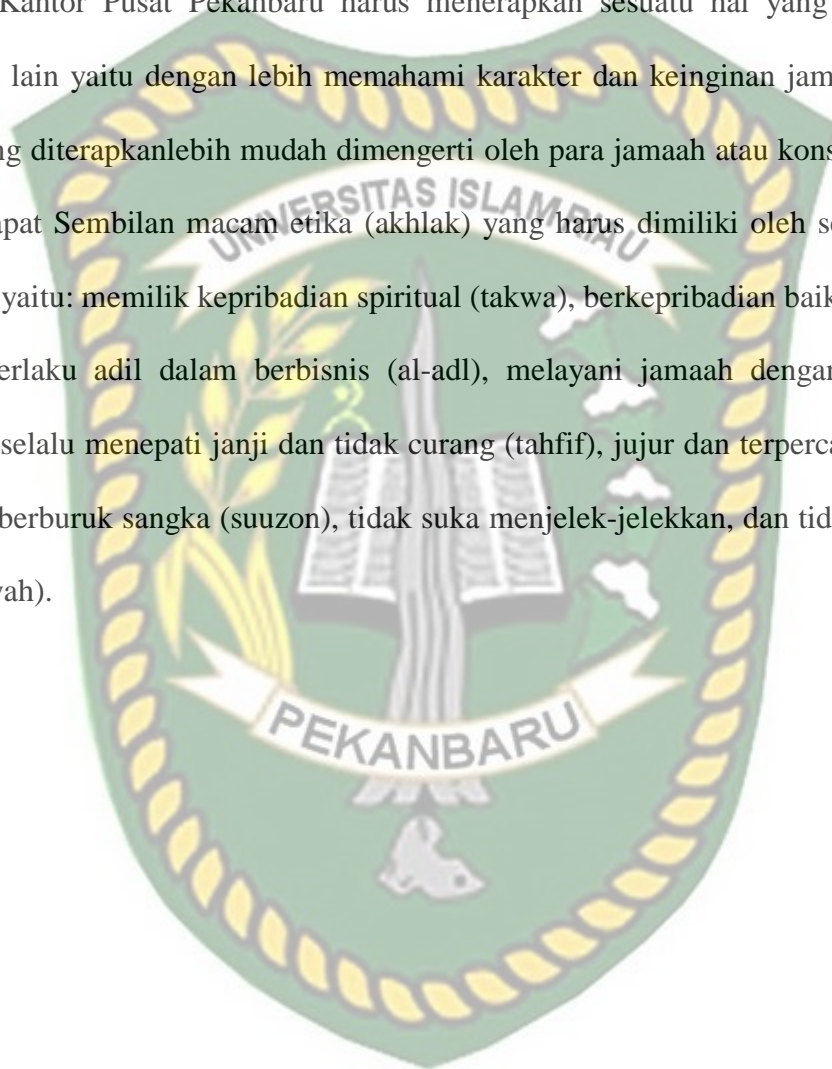 Kantor Pusat Pekanbaru harus menerapkan sesuatu hal yang
lain yaitu dengan lebih memahami karakter dan keinginan jam
ng diterapkanlebih mudah dimengerti oleh para jamaah atau kons
UNIVERSITAS ISLAM RIAU
apat Sembilan macam etika (akhlak) yang harus dimiliki oleh s
yaitu: memilik kepribadian spiritual (takwa), berkepribadian baik
erlaku adil dalam berbisnis (al-adl), melayani jamaah dengan
selalu menepati janji dan tidak curang (tahfif), jujur dan terperca
berburuk sangka (suuzon), tidak suka menjelek-jelekkan, dan tid
yah).
PEKANBARU